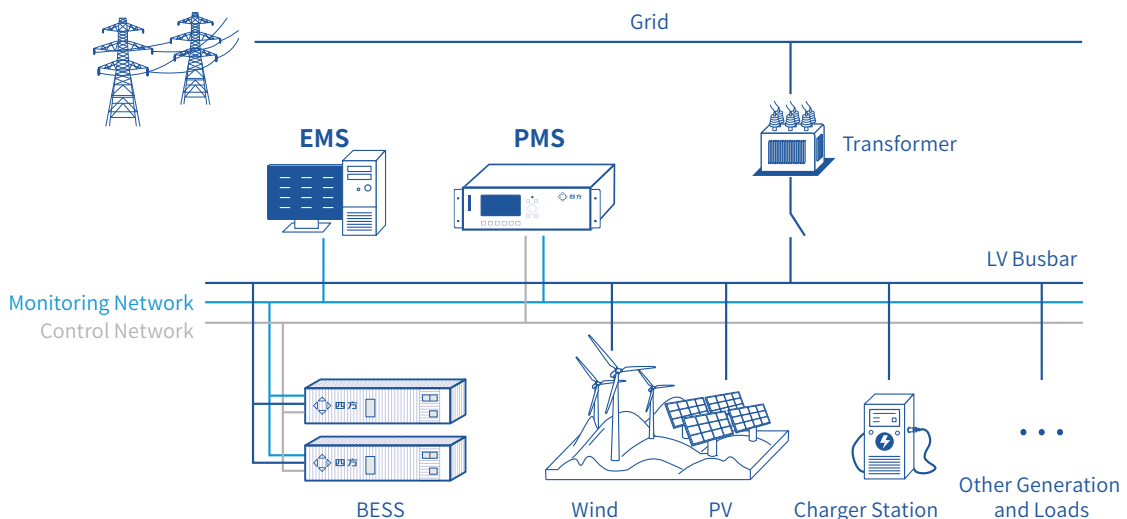 Grid
EMS
PMS
四方
Transformer
LV Busbar
Monitoring Network
Control Network
四方
四方
BESS
Wind
PV
Charger Station
Other Generation
and Loads